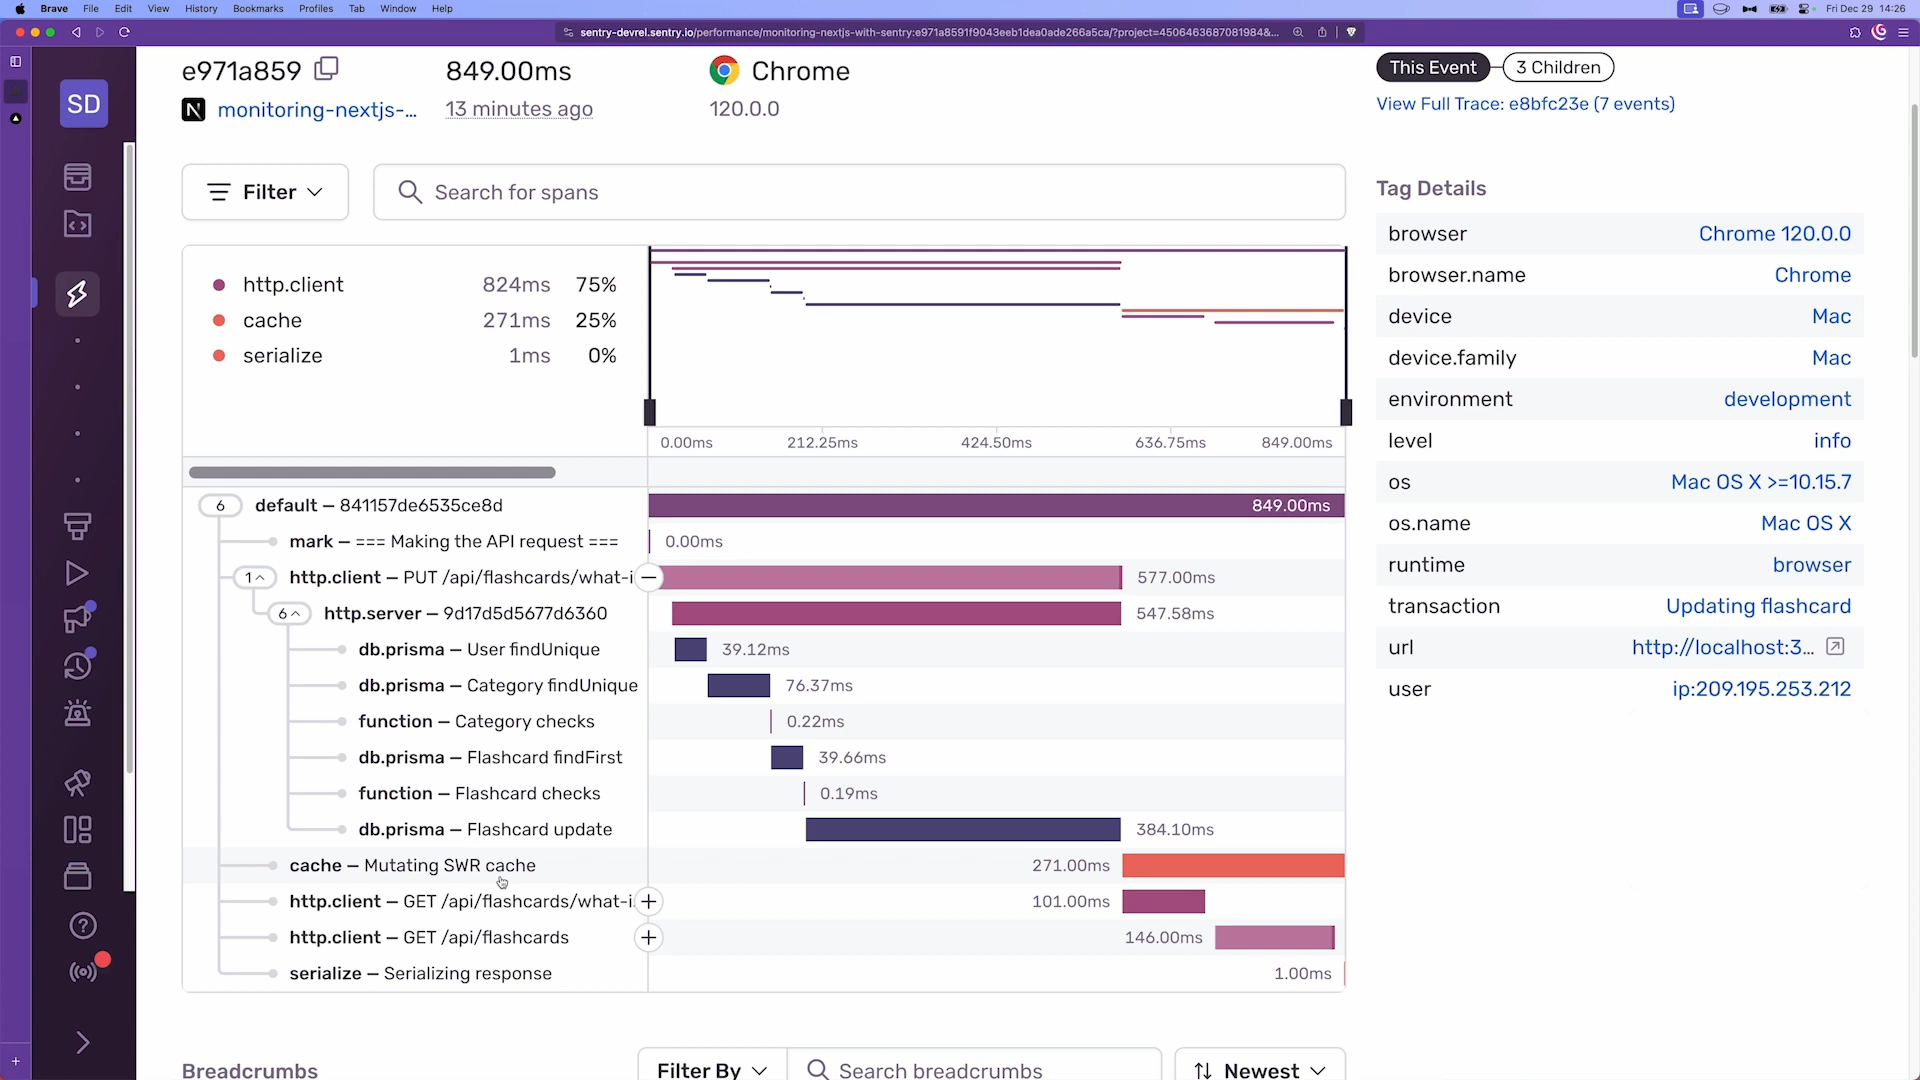 Brave File Edit View History Bookmarks Profiles Tab Window Help Fri Dec 29 14:26
sentry-devrel.sentry.io/performance/monitoring-nextjs-with-sentry:e971a8591f9043eeb1dea0ade266a5ca/?project=4506463687081984&...
SD
e971a859 849.00ms Chrome
monitoring-nextjs-... 13 minutes ago 120.0.0
This Event 3 Children
View Full Trace: e8bfc23e (7 events)
Filter Search for spans
http.client 824ms 75%
cache 271ms 25%
serialize 1ms 0%
0.00ms 212.25ms 424.50ms 636.75ms 849.00ms
6 default — 841157de6535ce8d 849.00ms
mark — === Making the API request === 0.00ms
1 http.client — PUT /api/flashcards/what-i 577.00ms
6 http.server — 9d17d5d5677d6360 547.58ms
db.prisma — User findUnique 39.12ms
db.prisma — Category findUnique 76.37ms
function — Category checks 0.22ms
db.prisma — Flashcard findFirst 39.66ms
function — Flashcard checks 0.19ms
db.prisma — Flashcard update 384.10ms
cache — Mutating SWR cache 271.00ms
http.client — GET /api/flashcards/what-i. 101.00ms
http.client — GET /api/flashcards 146.00ms
serialize — Serializing response 1.00ms
Tag Details
browser Chrome 120.0.0
browser.name Chrome
device Mac
device.family Mac
environment development
level info
os Mac OS X >=10.15.7
os.name Mac OS X
runtime browser
transaction Updating flashcard
url http://localhost:3...
user ip:209.195.253.212
Breadcrumbs Filter By Search breadcrumbs Newest